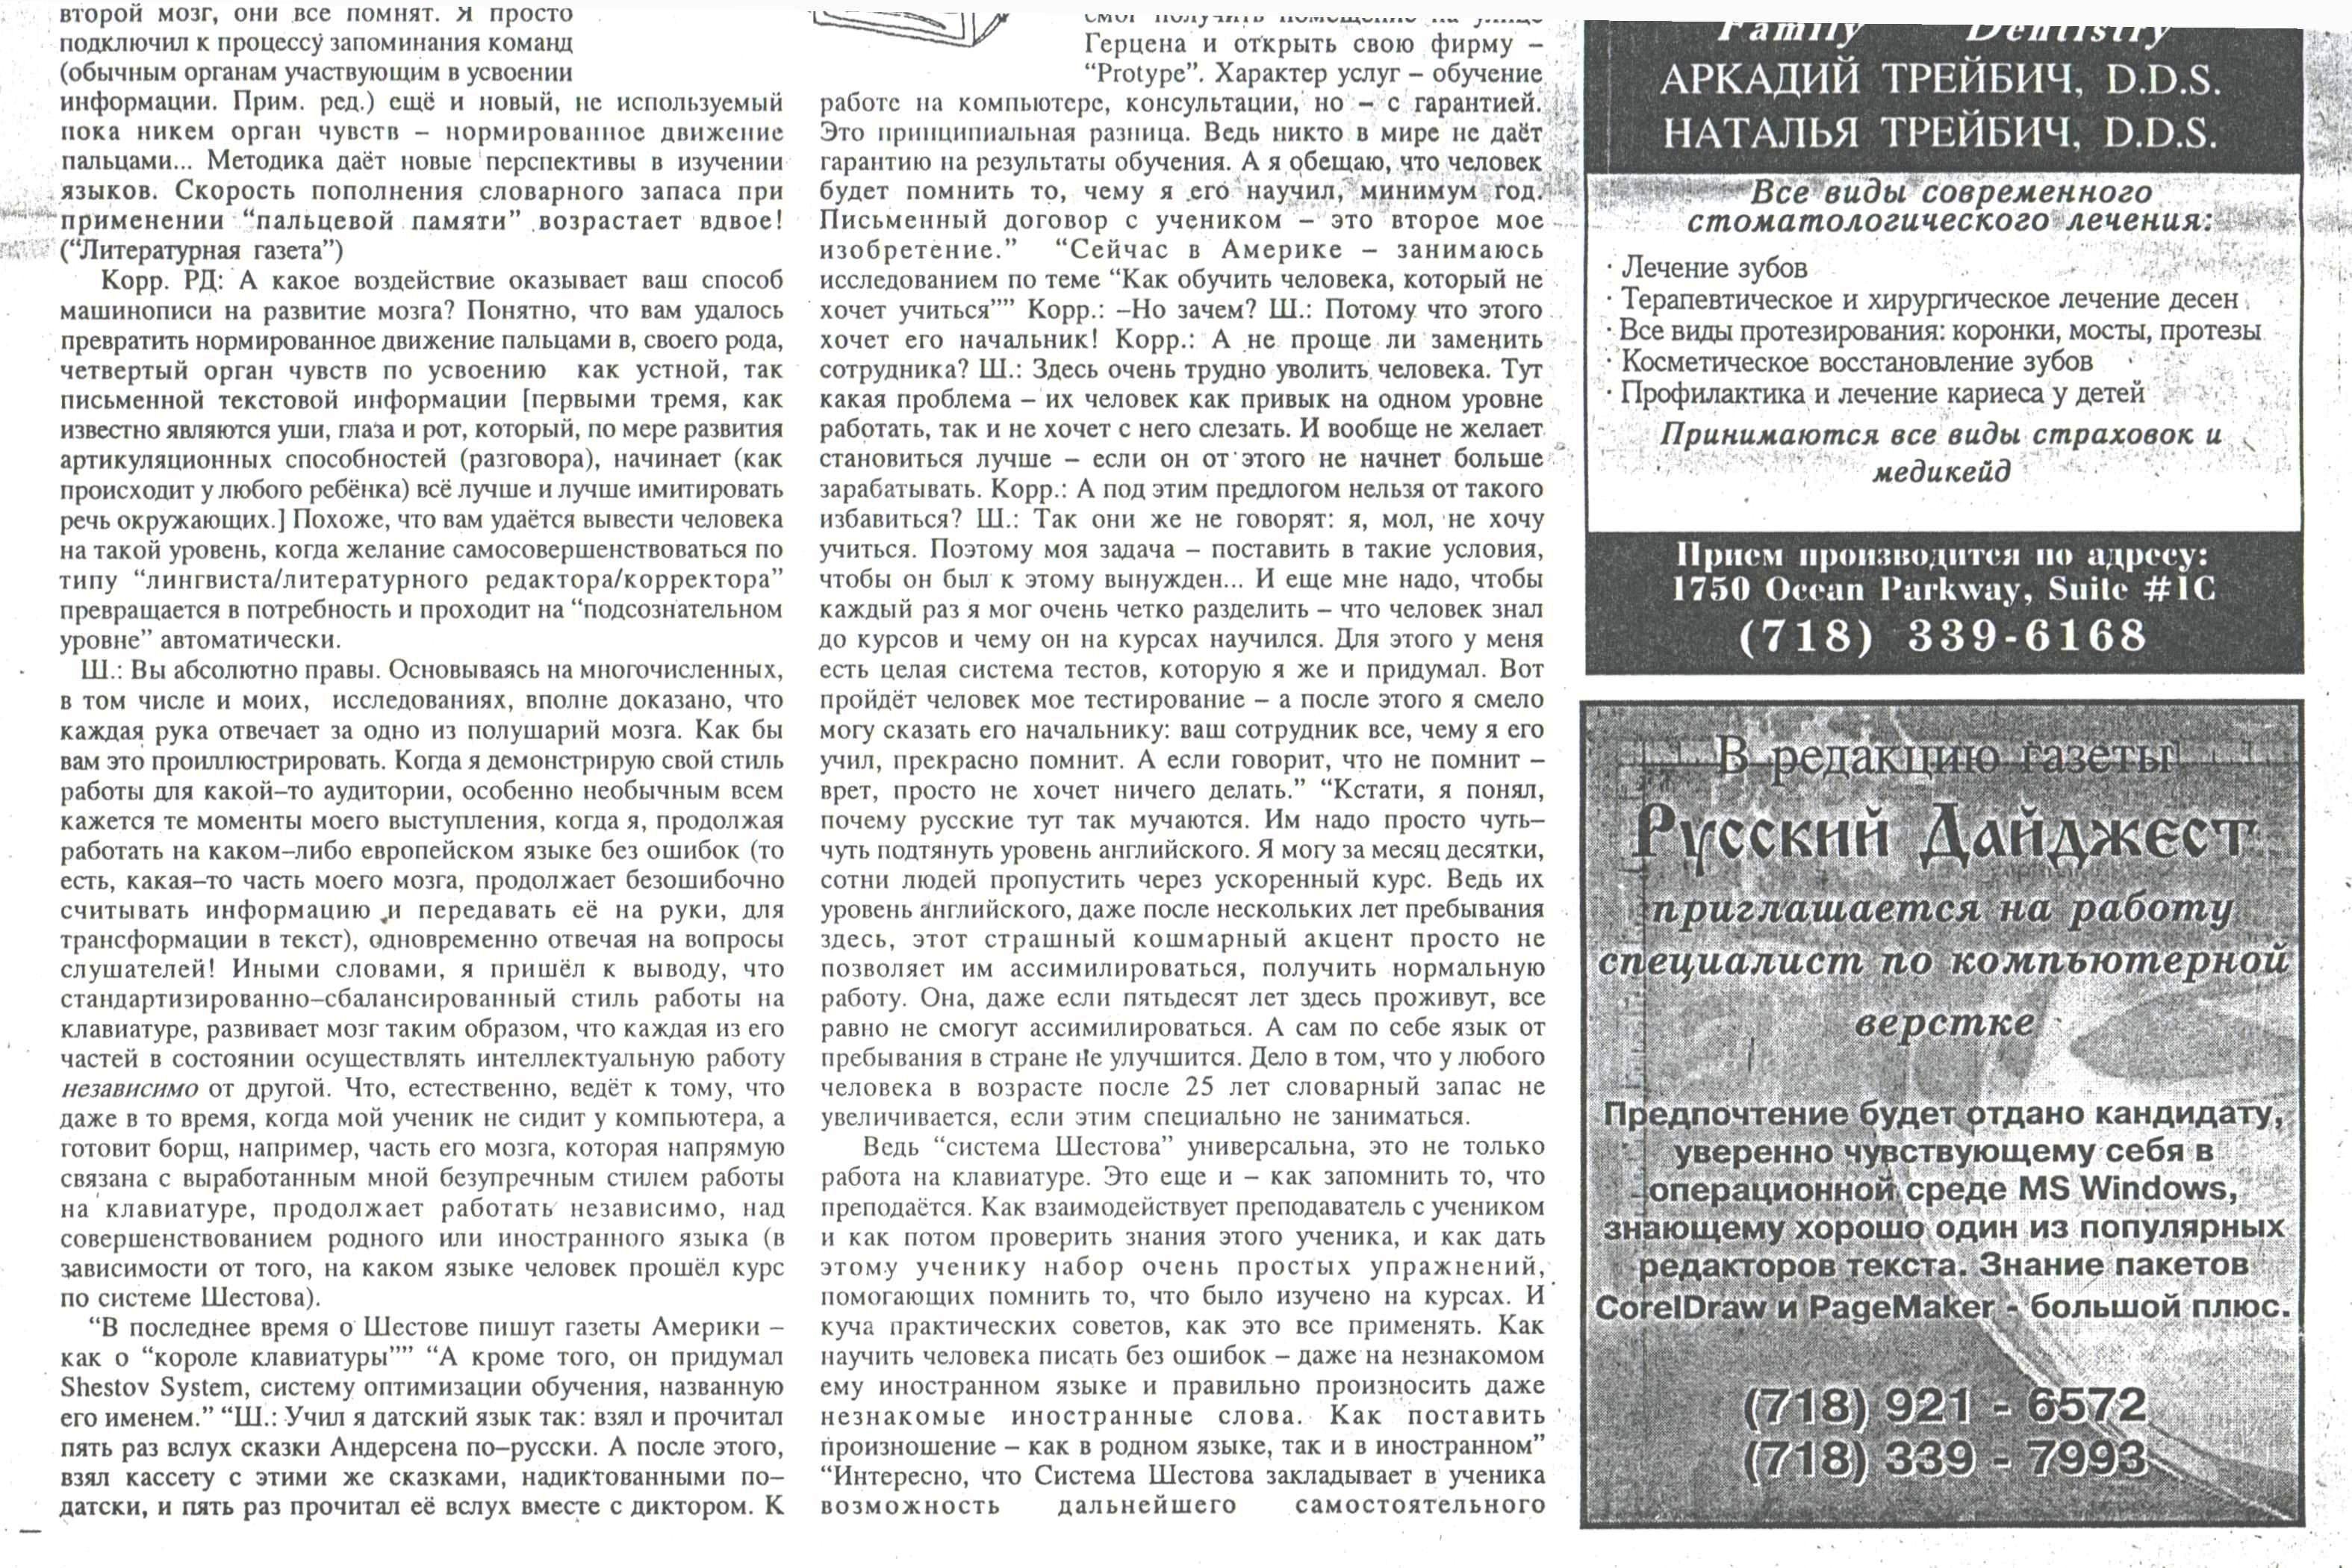 второй мозг, они все помнят. Я просто
подключил к процессу запоминания команд
(обычным органам участвующим в усвоении
информации. Прим. ред.) ещё и новый, не используемый
пока никем орган чувств – нормированное движение
пальцами... Методика даёт новые перспективы в изучении
языков. Скорость пополнения словарного запаса при
применении “пальцевой памяти” возрастает вдвое!
(“Литературная газета”)
Корр. РД: А какое воздействие оказывает ваш способ
машинописи на развитие мозга? Понятно, что вам удалось
превратить нормированное движение пальцами в, своего рода,
четвертый орган чувств по усвоению как устной, так
письменной текстовой информации [первыми тремя, как
известно являются уши, глаза и рот, который, по мере развития
артикуляционных способностей (разговора), начинает (как
происходит у любого ребёнка) всё лучше и лучше имитировать
речь окружающих.] Похоже, что вам удаётся вывести человека
на такой уровень, когда желание самосовершенствоваться по
типу “лингвиста/литературного редактора/корректора”
превращается в потребность и проходит на “подсознательном
уровне” автоматически.
Ш.: Вы абсолютно правы. Основываясь на многочисленных,
в том числе и моих, исследованиях, вполне доказано, что
каждая рука отвечает за одно из полушарий мозга. Как бы
вам это проиллюстрировать. Когда я демонстрирую свой стиль
работы для какой–то аудитории, особенно необычным всем
кажется те моменты моего выступления, когда я, продолжая
работать на каком–либо европейском языке без ошибок (то
есть, какая–то часть моего мозга, продолжает безошибочно
считывать информацию и передавать её на руки, для
трансформации в текст), одновременно отвечая на вопросы
слушателей! Иными словами, я пришёл к выводу, что
стандартизированно–сбалансированный стиль работы на
клавиатуре, развивает мозг таким образом, что каждая из его
частей в состоянии осуществлять интеллектуальную работу
независимо от другой. Что, естественно, ведёт к тому, что
даже в то время, когда мой ученик не сидит у компьютера, а
готовит борщ, например, часть его мозга, которая напрямую
связана с выработанным мной безупречным стилем работы
на клавиатуре, продолжает работать независимо, над
совершенствованием родного или иностранного языка (в
зависимости от того, на каком языке человек прошёл курс
по системе Шестова).
“В последнее время о Шестове пишут газеты Америки –
как о “короле клавиатуры”” “А кроме того, он придумал
Shestov System, систему оптимизации обучения, названную
его именем.” “Ш.: Учил я датский язык так: взял и прочитал
пять раз вслух сказки Андерсена по–русски. А после этого,
взял кассету с этими же сказками, надиктованными по–
датски, и пять раз прочитал её вслух вместе с диктором. К
смог получить помещение на улице
Герцена и открыть свою фирму –
“Protype”. Характер услуг – обучение
работе на компьютере, консультации, но – с гарантией.
Это принципиальная разница. Ведь никто в мире не даёт
гарантию на результаты обучения. А я обещаю, что человек
будет помнить то, чему я его научил, минимум год.
Письменный договор с учеником – это второе мое
изобретение.” “Сейчас в Америке – занимаюсь
исследованием по теме “Как обучить человека, который не
хочет учиться”” Корр.: –Но зачем? Ш.: Потому что этого
хочет его начальник! Корр.: А не проще ли заменить
сотрудника? Ш.: Здесь очень трудно уволить человека. Тут
какая проблема – их человек как привык на одном уровне
работать, так и не хочет с него слезать. И вообще не желает
становиться лучше – если он от этого не начнет больше
зарабатывать. Корр.: А под этим предлогом нельзя от такого
избавиться? Ш.: Так они же не говорят: я, мол, не хочу
учиться. Поэтому моя задача – поставить в такие условия,
чтобы он был к этому вынужден... И еще мне надо, чтобы
каждый раз я мог очень четко разделить – что человек знал
до курсов и чему он на курсах научился. Для этого у меня
есть целая система тестов, которую я же и придумал. Вот
пройдёт человек мое тестирование – а после этого я смело
могу сказать его начальнику: ваш сотрудник все, чему я его
учил, прекрасно помнит. А если говорит, что не помнит –
врет, просто не хочет ничего делать.” “Кстати, я понял,
почему русские тут так мучаются. Им надо просто чуть–
чуть подтянуть уровень английского. Я могу за месяц десятки,
сотни людей пропустить через ускоренный курс. Ведь их
уровень английского, даже после нескольких лет пребывания
здесь, этот страшный кошмарный акцент просто не
позволяет им ассимилироваться, получить нормальную
работу. Она, даже если пятьдесят лет здесь проживут, все
равно не смогут ассимилироваться. А сам по себе язык от
пребывания в стране не улучшится. Дело в том, что у любого
человека в возрасте после 25 лет словарный запас не
увеличивается, если этим специально не заниматься.
Ведь “система Шестова” универсальна, это не только
работа на клавиатуре. Это еще и – как запомнить то, что
преподаётся. Как взаимодействует преподаватель с учеником
и как потом проверить знания этого ученика, и как дать
этому ученику набор очень простых упражнений,
помогающих помнить то, что было изучено на курсах. И
куча практических советов, как это все применять. Как
научить человека писать без ошибок – даже на незнакомом
ему иностранном языке и правильно произносить даже
незнакомые иностранные слова. Как поставить
произношение – как в родном языке, так и в иностранном”
“Интересно, что Система Шестова закладывает в ученика
возможность дальнейшего самостоятельного
Family Dentistry
АРКАДИЙ ТРЕЙБИЧ, D.D.S.
НАТАЛЬЯ ТРЕЙБИЧ, D.D.S.
Все виды современного
стоматологического лечения:
· Лечение зубов
· Терапевтическое и хирургическое лечение десен
· Все виды протезирования: коронки, мосты, протезы
· Косметическое восстановление зубов
· Профилактика и лечение кариеса у детей
Принимаются все виды страховок и
медикейд
Прием производится по адресу:
1750 Ocean Parkway, Suite #1C
(718) 339-6168
В редакцию газеты
Русский Дайджест
приглашается на работу
специалист по компьютерной
верстке
Предпочтение будет отдано кандидату,
уверенно чувствующему себя в
операционной среде MS Windows,
знающему хорошо один из популярных
редакторов текста. Знание пакетов
CorelDraw и PageMaker - большой плюс.
(718) 921 - 6572
(718) 339 - 7993